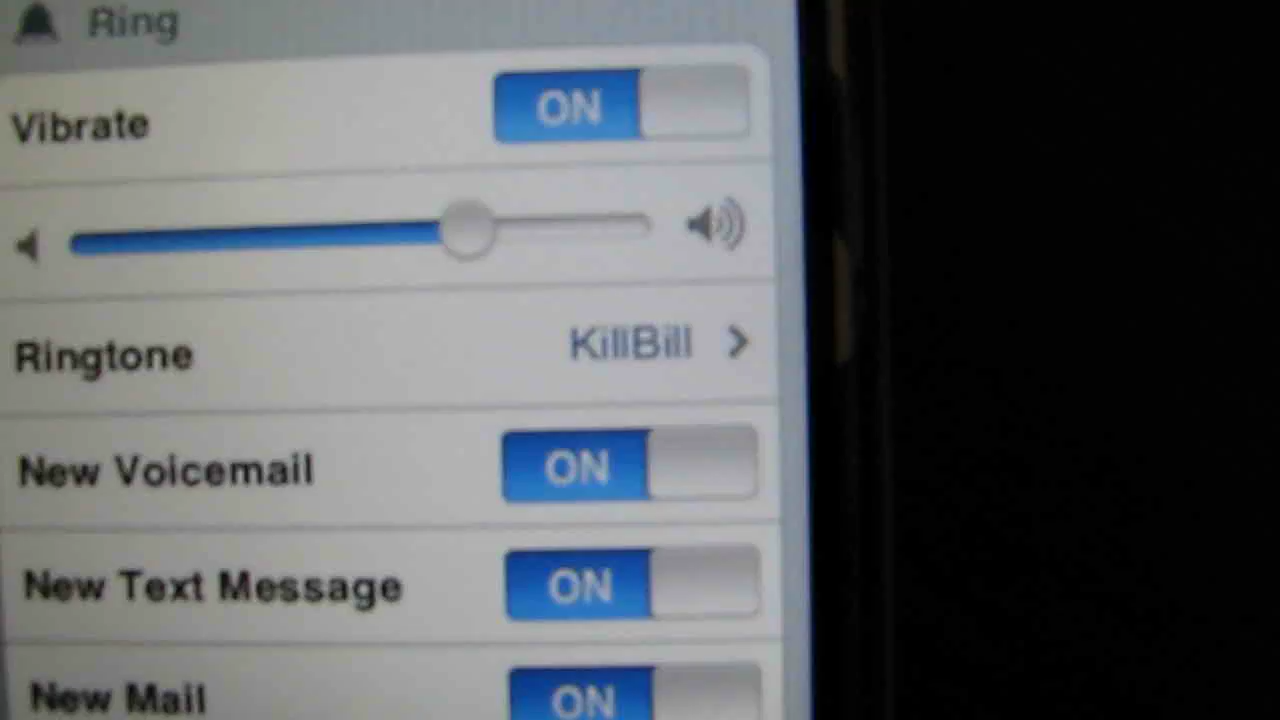 Ring
Vibrate ON
Ringtone KillBill
New Voicemail ON
New Text Message ON
New Mail ON